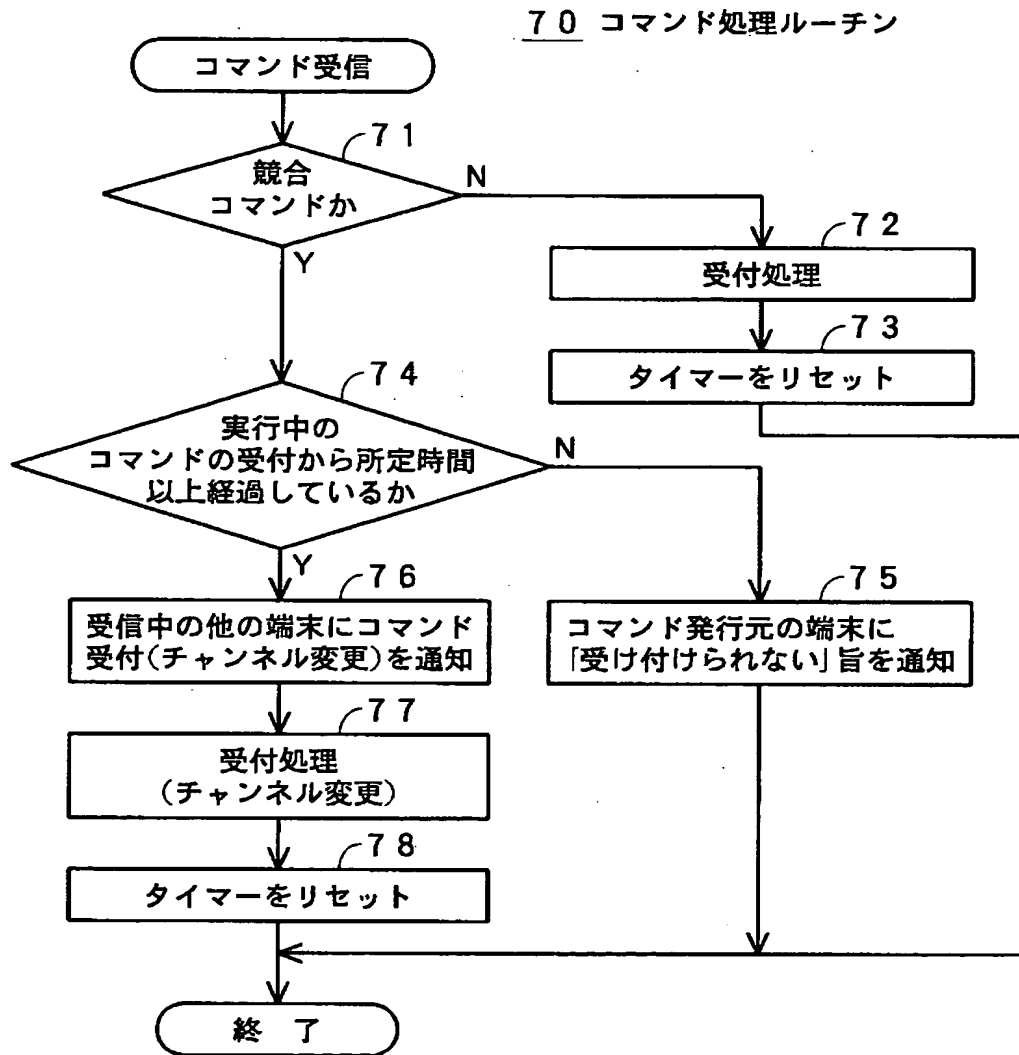 ７０ コマンド処理ルーチン
コマンド受信
７１
競合
コマンドか
N
Y
７２
受付処理
７３
タイマーをリセット
７４
実行中の
コマンドの受付から所定時間
以上経過しているか
N
Y
７５
コマンド発行元の端末に
「受け付けられない」旨を通知
７６
受信中の他の端末にコマンド
受付(チャンネル変更)を通知
７７
受付処理
(チャンネル変更)
７８
タイマーをリセット
終 了